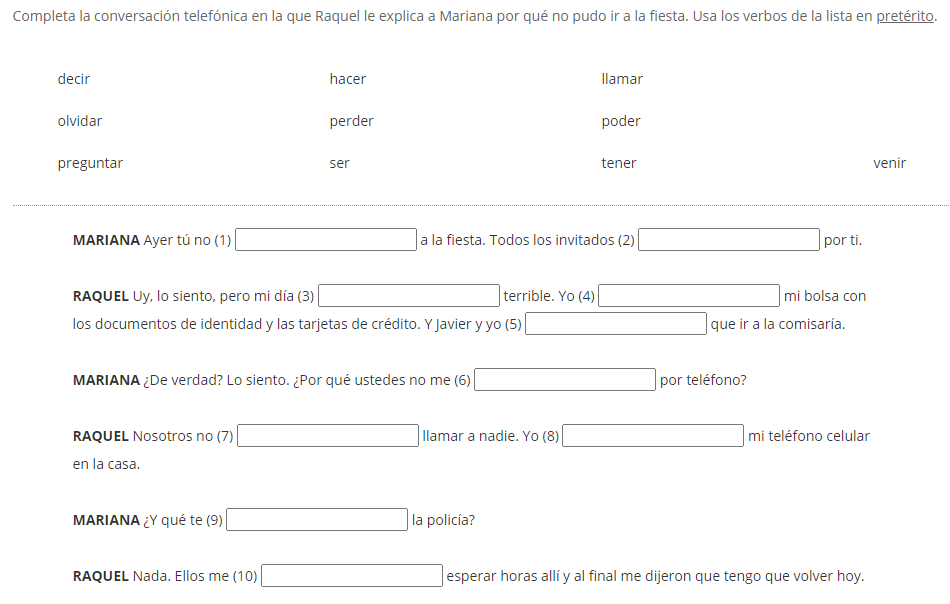 Completa la conversación telefónica en la que Raquel le explica a Mariana por qué no pudo ir a la fiesta. Usa los verbos de la lista en pretérito.
decir hacer llamar
olvidar perder poder
preguntar ser tener venir
MARIANA Ayer tú no (1) a la fiesta. Todos los invitados (2) por ti.
RAQUEL Uy, lo siento, pero mi día (3) terrible. Yo (4) mi bolsa con
los documentos de identidad y las tarjetas de crédito. Y Javier y yo (5) que ir a la comisaría.
MARIANA ¿De verdad? Lo siento. ¿Por qué ustedes no me (6) por teléfono?
RAQUEL Nosotros no (7) llamar a nadie. Yo (8) mi teléfono celular
en la casa.
MARIANA ¿Y qué te (9) la policía?
RAQUEL Nada. Ellos me (10) esperar horas allí y al final me dijeron que tengo que volver hoy.